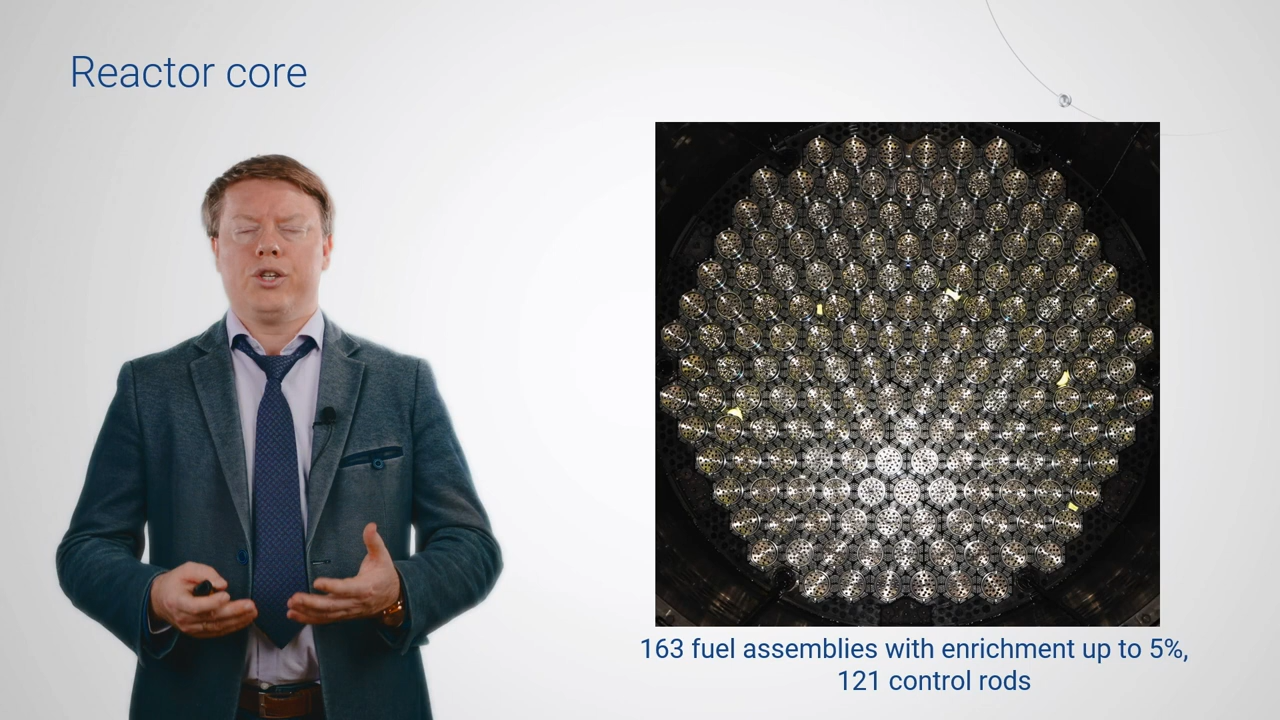 Reactor core
163 fuel assemblies with enrichment up to 5%,
121 control rods